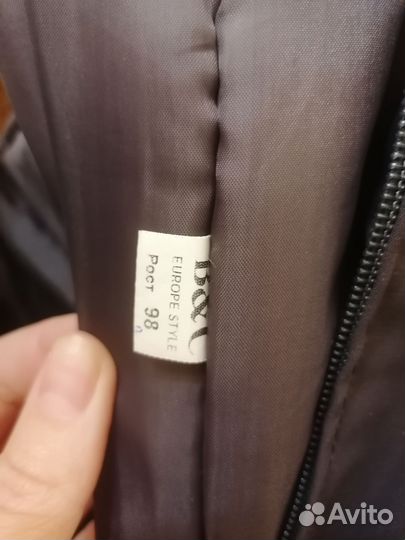 B&C
EUROPE STYLE
Рост 98
Avito